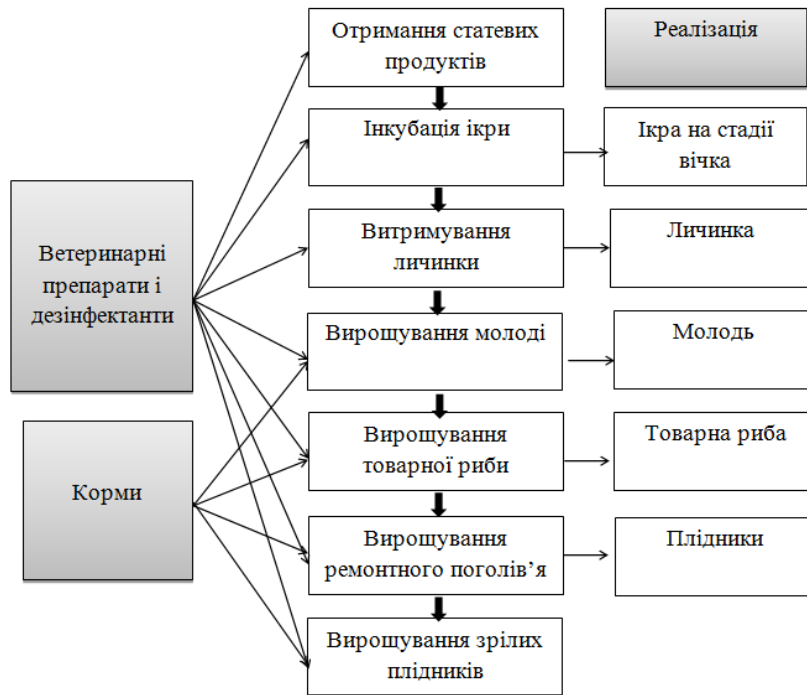 Отримання статевих
продуктів
Реалізація
Інкубація ікри
Ікра на стадії
вічка
Ветеринарні
препарати і
дезінфектанти
Витримування
личинки
Личинка
Вирощування молоді
Молодь
Корми
Вирощування
товарної риби
Товарна риба
Вирощування
ремонтного поголів’я
Плідники
Вирощування зрілих
плідників